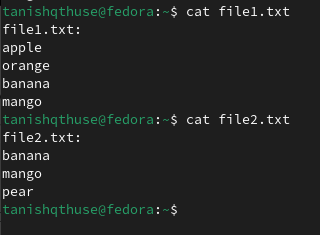 tanishqthuse@fedora:~$ cat file1.txt
file1.txt:
apple
orange
banana
mango
tanishqthuse@fedora:~$ cat file2.txt
file2.txt:
banana
mango
pear
tanishqthuse@fedora:~$